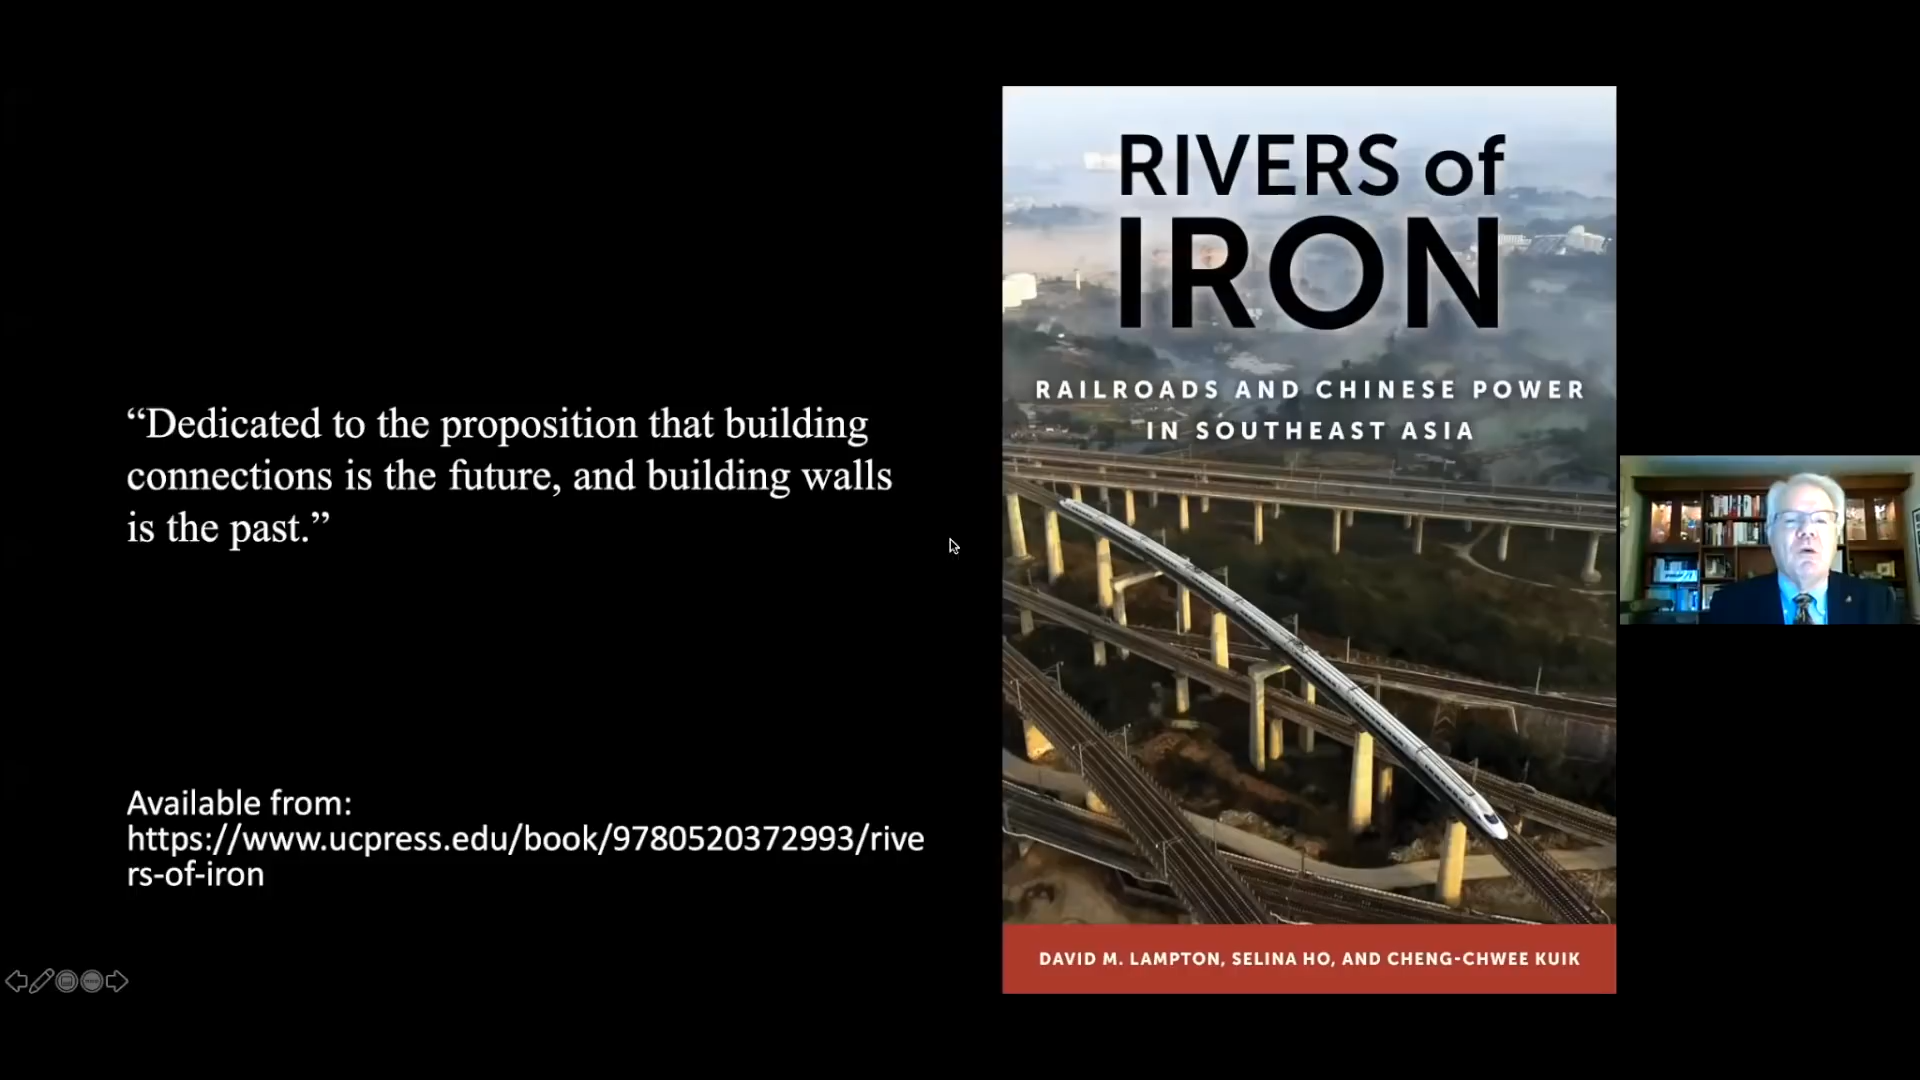 “Dedicated to the proposition that building
connections is the future, and building walls
is the past.”
Available from:
https://www.ucpress.edu/book/9780520372993/rive
rs-of-iron
RIVERS of
IRON
RAILROADS AND CHINESE POWER
IN SOUTHEAST ASIA
DAVID M. LAMPTON, SELINA HO, AND CHENG-CHWEE KUIK